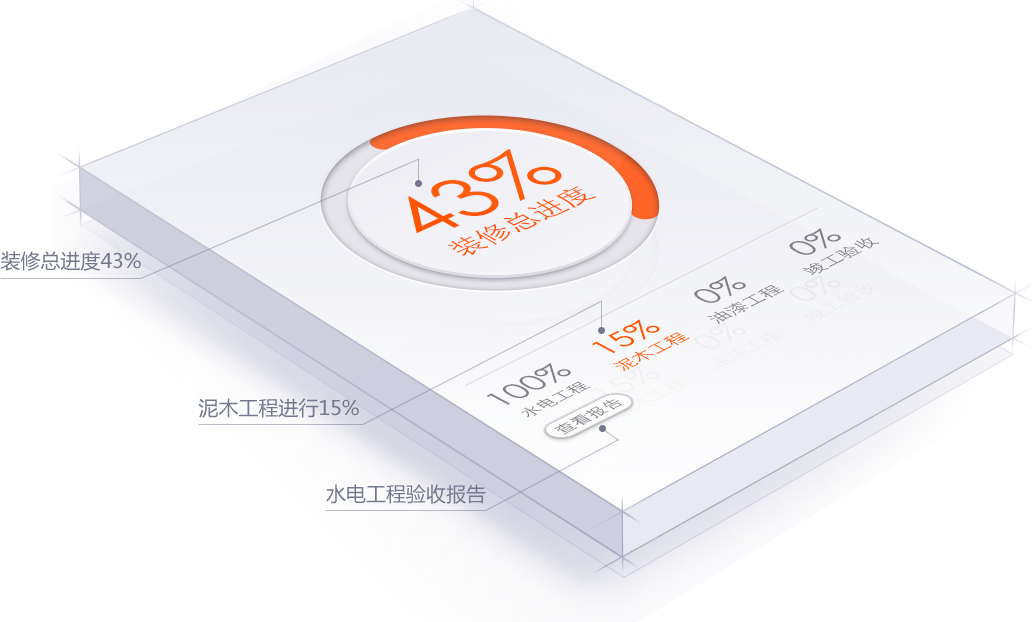 43%
装修总进度
装修总进度43%
0%
竣工验收
0%
油漆工程
15%
泥木工程
100%
水电工程
查看报告
泥木工程进行15%
水电工程验收报告